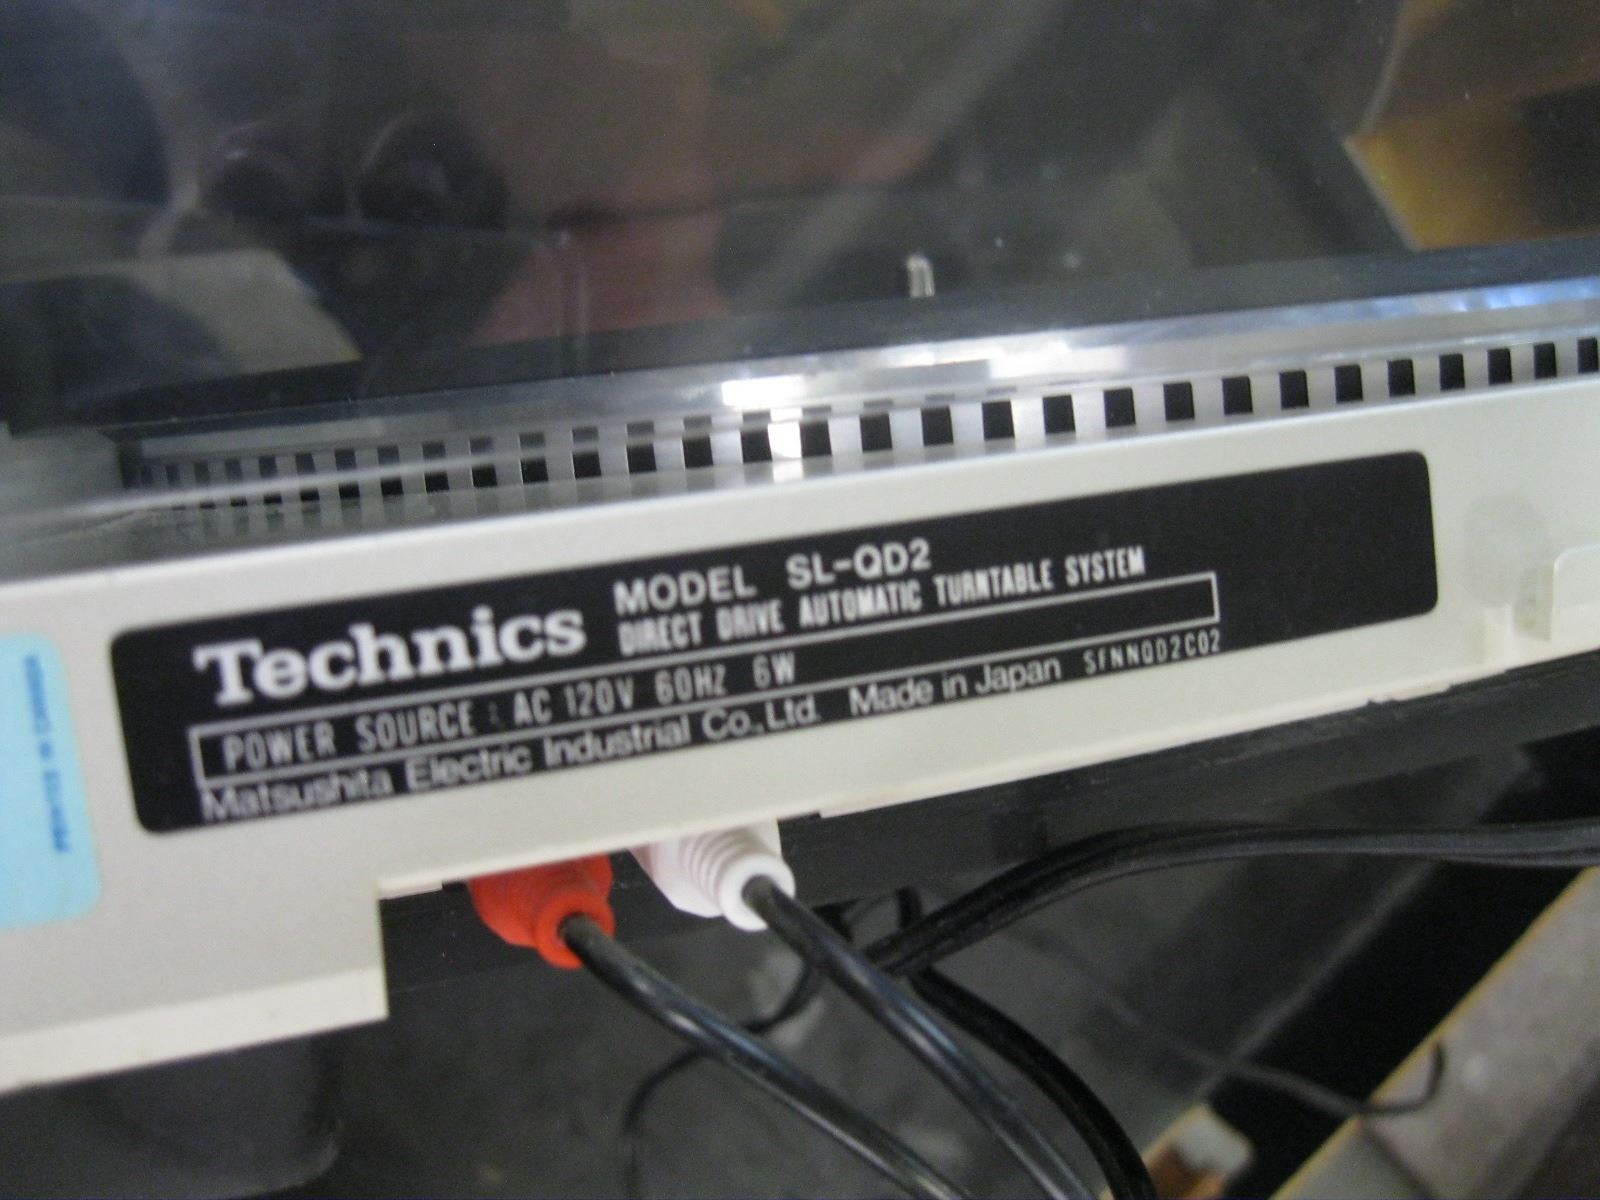 Technics MODEL SL-QD2
DIRECT DRIVE AUTOMATIC TURNTABLE SYSTEM
POWER SOURCE : AC 120V 60HZ 6W
Matsushita Electric Industrial Co., Ltd. Made in Japan SFNNQD2C02